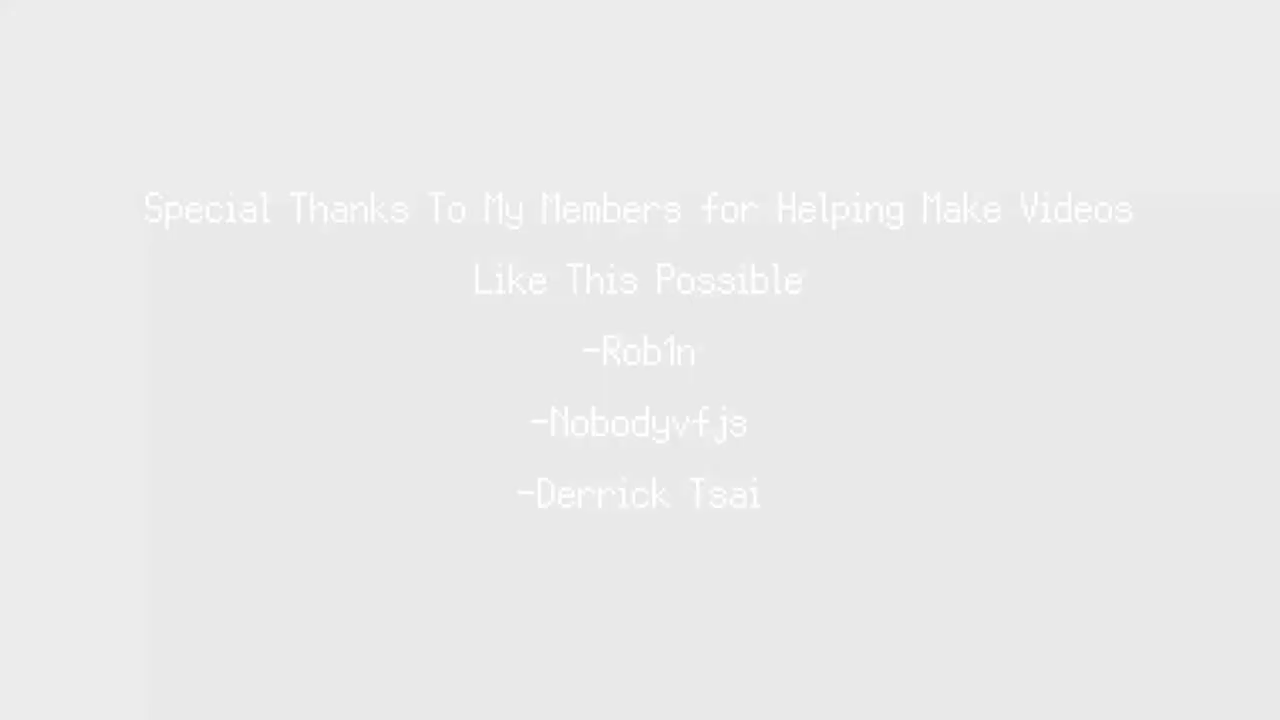 Special Thanks To My Members for Helping Make Videos
Like This Possible
-Rob1n
-Nobodyvfjs
-Derrick Tsai